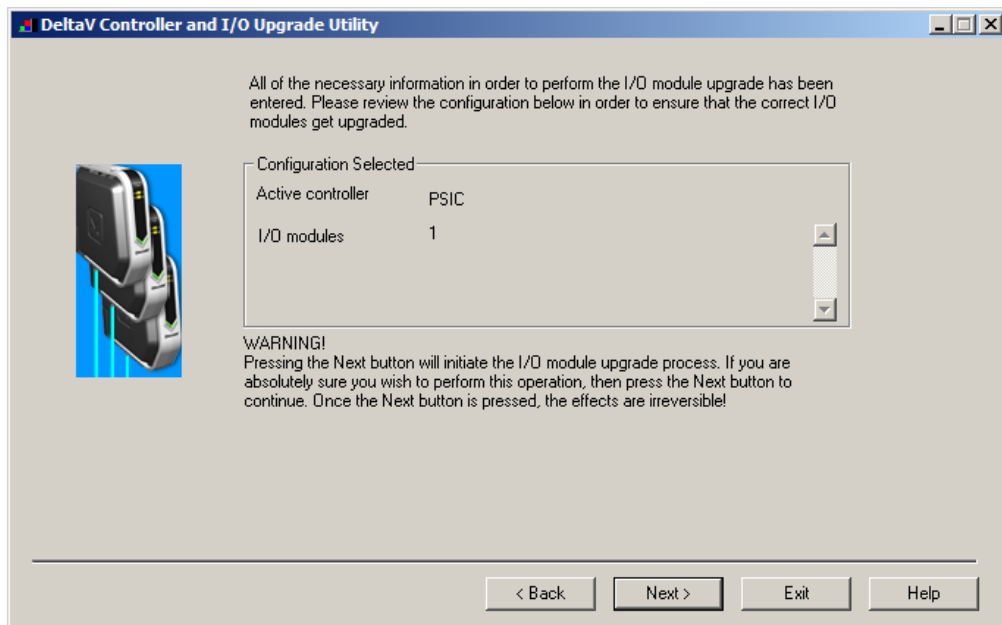 DeltaV Controller and I/O Upgrade Utility
All of the necessary information in order to perform the I/O module upgrade has been
entered. Please review the configuration below in order to ensure that the correct I/O
modules get upgraded.
Configuration Selected
Active controller PSIC
I/O modules 1
WARNING!
Pressing the Next button will initiate the I/O module upgrade process. If you are
absolutely sure you wish to perform this operation, then press the Next button to
continue. Once the Next button is pressed, the effects are irreversible!
< Back Next > Exit Help